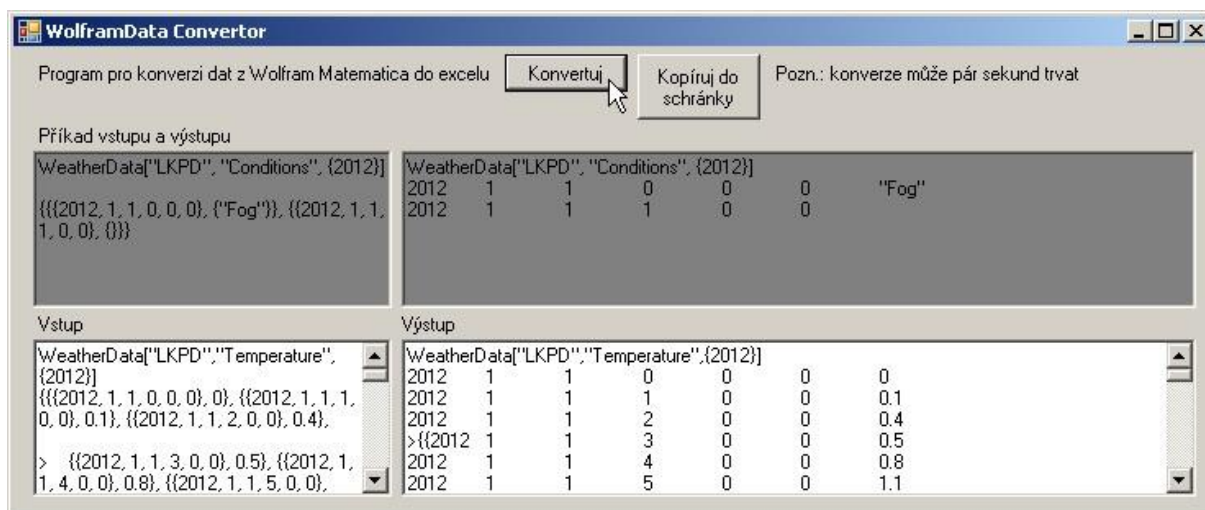 WolframData Convertor
Program pro konverzi dat z Wolfram Matematica do excelu
Konvertuj
Kopíruj do
schránky
Pozn.: konverze může pár sekund trvat
Příkad vstupu a výstupu
WeatherData["LKPD", "Conditions", {2012}]
{{{2012, 1, 1, 0, 0, 0}, {"Fog"}}, {{2012, 1, 1,
1, 0, 0}, {}}}
WeatherData["LKPD", "Conditions", {2012}]
2012 1 1 0 0 0 "Fog"
2012 1 1 1 0 0
Vstup
WeatherData["LKPD","Temperature",
{2012}]
{{{2012, 1, 1, 0, 0, 0}, 0}, {{2012, 1, 1, 1,
0, 0}, 0.1}, {{2012, 1, 1, 2, 0, 0}, 0.4},
> {{2012, 1, 1, 3, 0, 0}, 0.5}, {{2012, 1,
1, 4, 0, 0}, 0.8}, {{2012, 1, 1, 5, 0, 0},
Výstup
WeatherData["LKPD","Temperature",{2012}]
2012 1 1 0 0 0 0
2012 1 1 1 0 0 0.1
2012 1 1 2 0 0 0.4
>{{2012 1 1 3 0 0 0.5
2012 1 1 4 0 0 0.8
2012 1 1 5 0 0 1.1